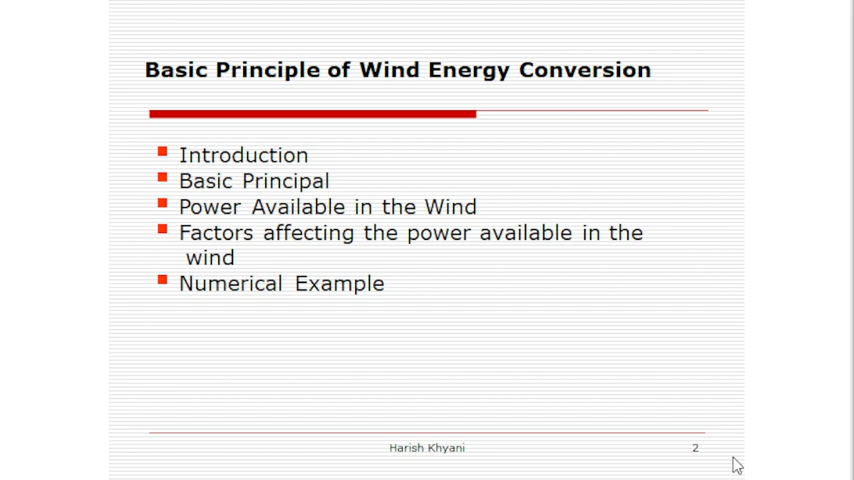 Basic Principle of Wind Energy Conversion
Introduction
Basic Principal
Power Available in the Wind
Factors affecting the power available in the
wind
Numerical Example
Harish Khyani
2